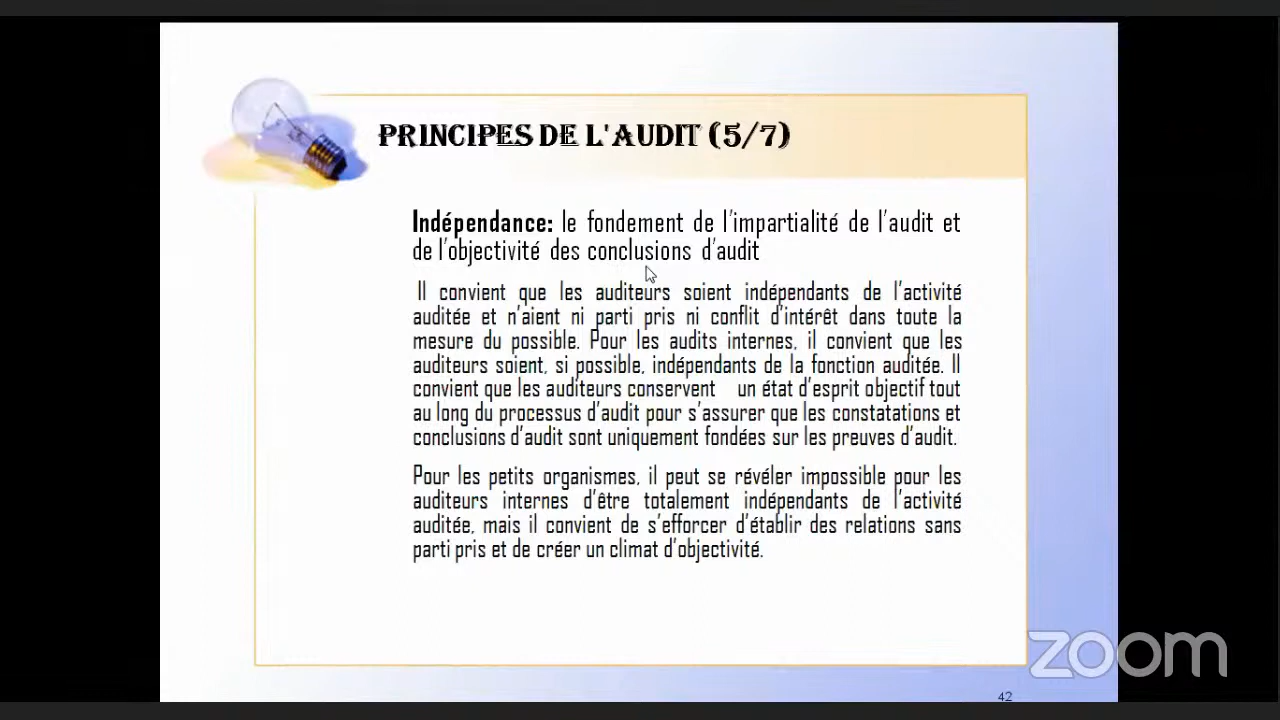 PRINCIPES DE L'AUDIT (5/7)
Indépendance: le fondement de l'impartialité de l'audit et
de l'objectivité des conclusions d'audit
Il convient que les auditeurs soient indépendants de l'activité
auditée et n'aient ni parti pris ni conflit d'intérêt dans toute la
mesure du possible. Pour les audits internes, il convient que les
auditeurs soient, si possible, indépendants de la fonction auditée. Il
convient que les auditeurs conservent un état d'esprit objectif tout
au long du processus d'audit pour s'assurer que les constatations et
conclusions d'audit sont uniquement fondées sur les preuves d'audit.
Pour les petits organismes, il peut se révéler impossible pour les
auditeurs internes d'être totalement indépendants de l'activité
auditée, mais il convient de s'efforcer d'établir des relations sans
parti pris et de créer un climat d'objectivité.
zoom
42